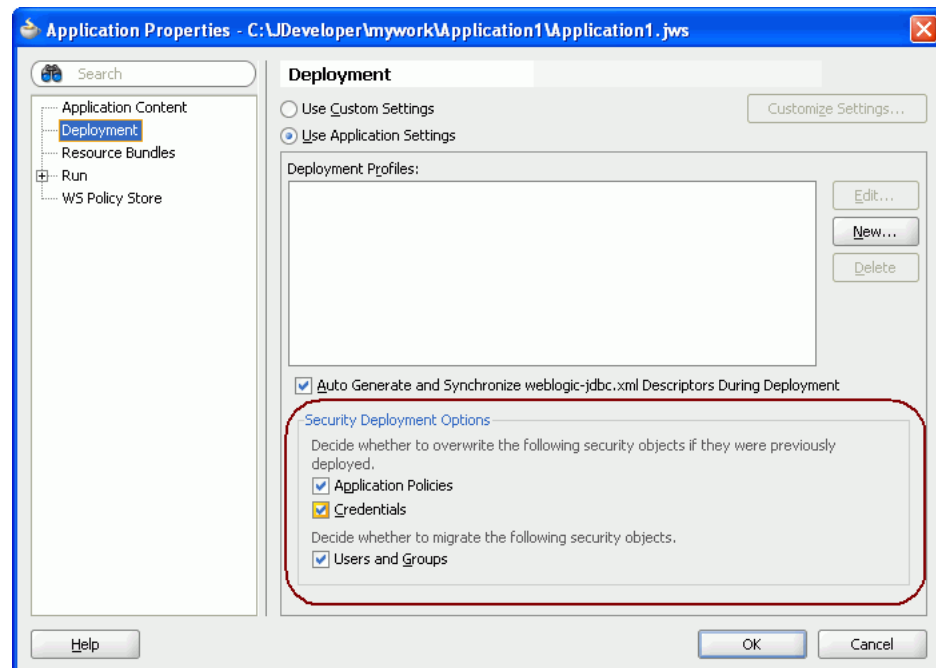 Application Properties - C:\JDeveloper\mywork\Application1\Application1.jws
Search
Application Content
Deployment
Resource Bundles
Run
WS Policy Store
Deployment
Use Custom Settings
Customize Settings...
Use Application Settings
Deployment Profiles:
Edit...
New...
Delete
Auto Generate and Synchronize weblogic-jdbc.xml Descriptors During Deployment
Security Deployment Options
Decide whether to overwrite the following security objects if they were previously
deployed.
Application Policies
Credentials
Decide whether to migrate the following security objects.
Users and Groups
Help
OK
Cancel